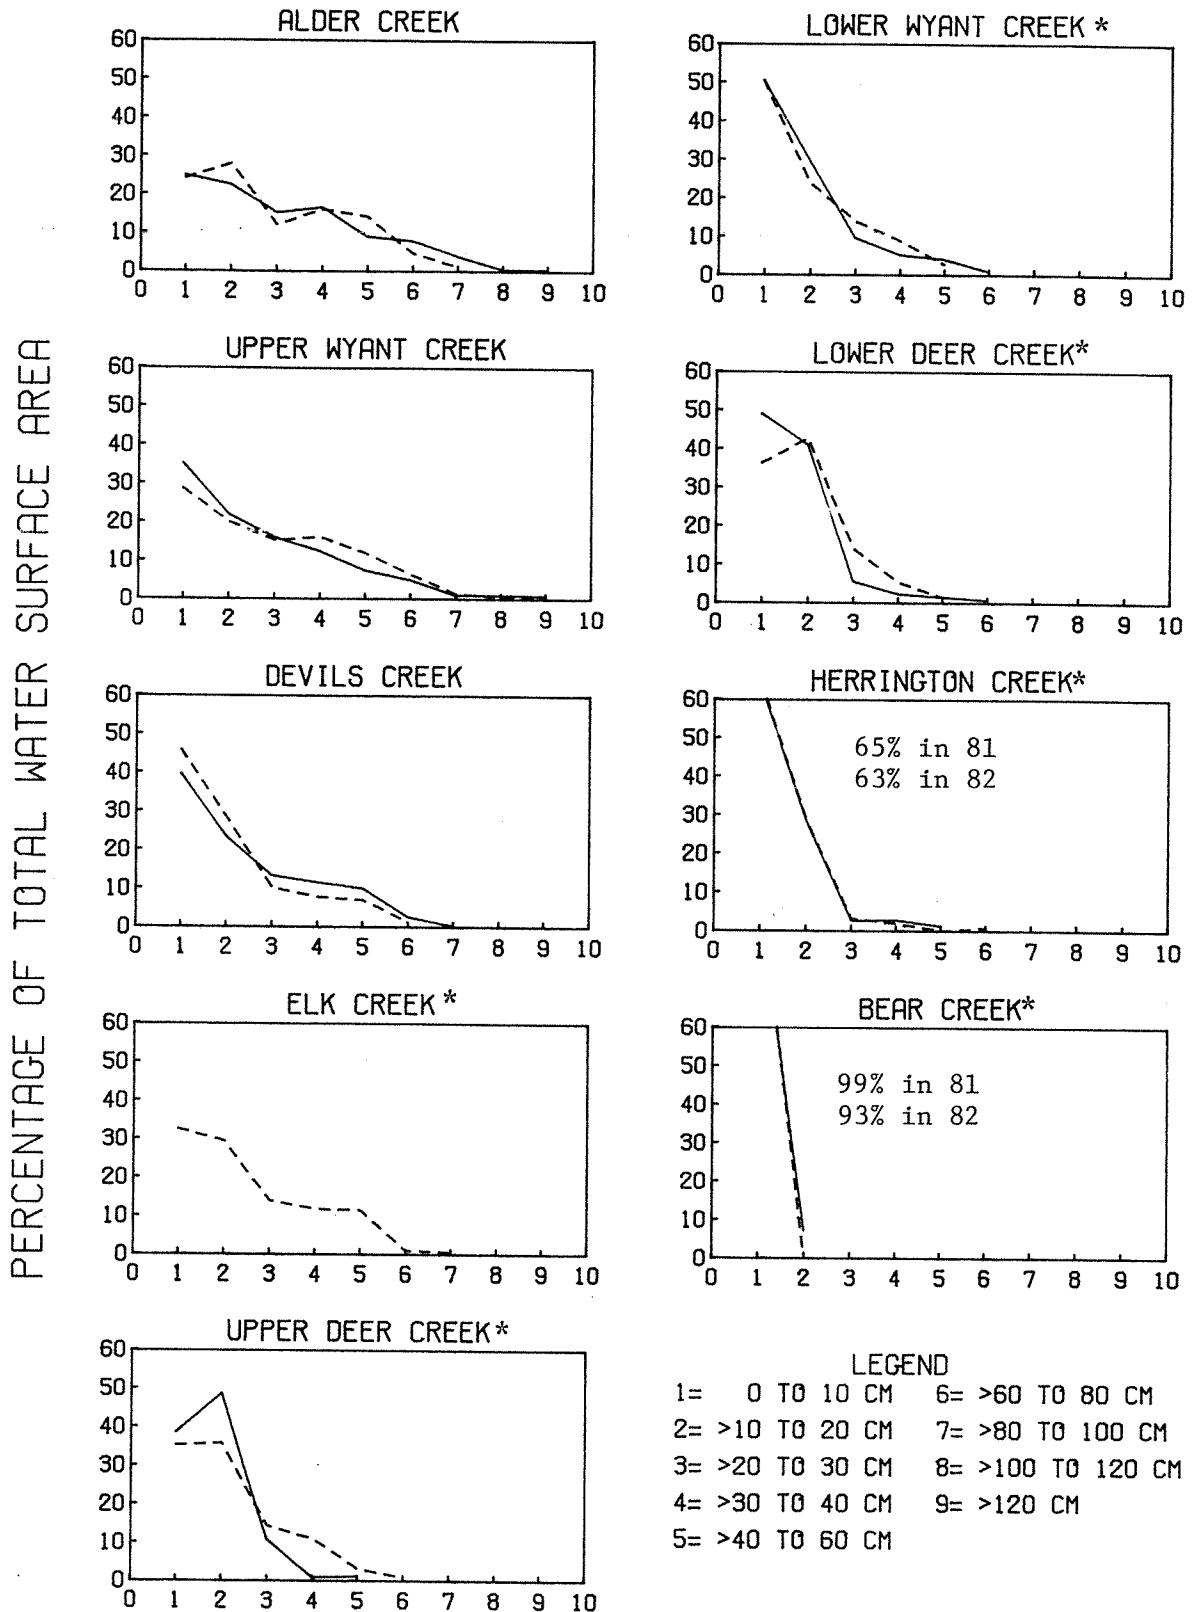 PERCENTAGE OF TOTAL WATER SURFACE AREA
ALDER CREEK
60
50
40
30
20
10
0
0 1 2 3 4 5 6 7 8 9 10
LOWER WYANT CREEK *
60
50
40
30
20
10
0
0 1 2 3 4 5 6 7 8 9 10
UPPER WYANT CREEK
60
50
40
30
20
10
0
0 1 2 3 4 5 6 7 8 9 10
LOWER DEER CREEK*
60
50
40
30
20
10
0
0 1 2 3 4 5 6 7 8 9 10
DEVILS CREEK
60
50
40
30
20
10
0
0 1 2 3 4 5 6 7 8 9 10
HERRINGTON CREEK*
60
50
40
30
20
10
0
65% in 81
63% in 82
0 1 2 3 4 5 6 7 8 9 10
ELK CREEK*
60
50
40
30
20
10
0
0 1 2 3 4 5 6 7 8 9 10
BEAR CREEK*
60
50
40
30
20
10
0
99% in 81
93% in 82
0 1 2 3 4 5 6 7 8 9 10
UPPER DEER CREEK*
60
50
40
30
20
10
0
0 1 2 3 4 5 6 7 8 9 10
LEGEND
1= 0 TO 10 CM 6= >60 TO 80 CM
2= >10 TO 20 CM 7= >80 TO 100 CM
3= >20 TO 30 CM 8= >100 TO 120 CM
4= >30 TO 40 CM 9= >120 CM
5= >40 TO 60 CM